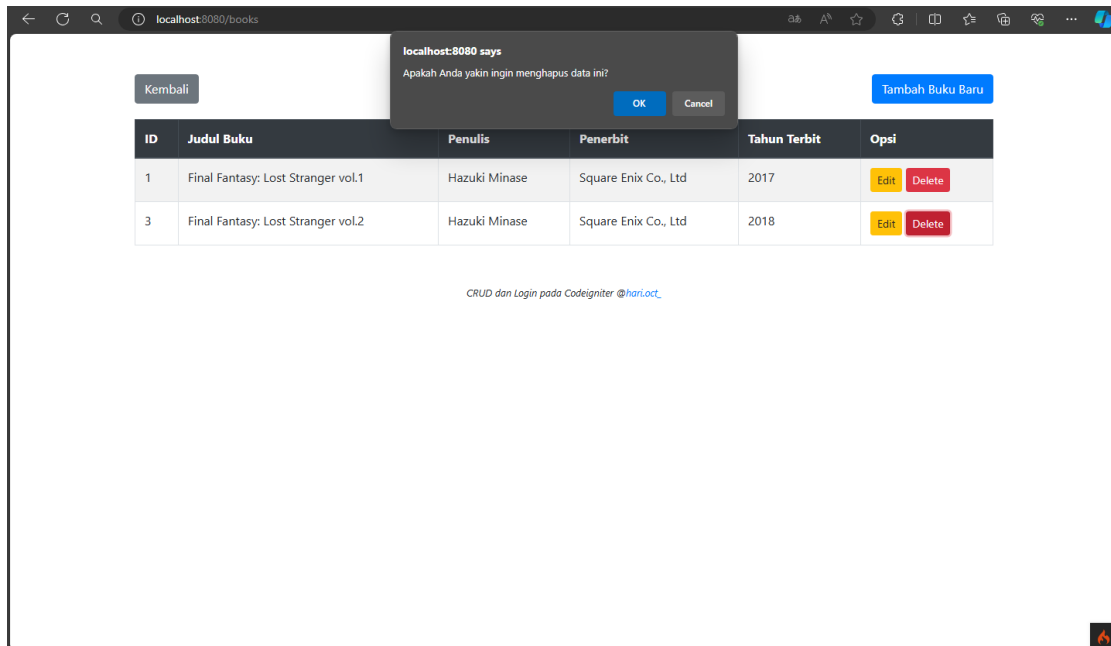 localhost:8080/books
localhost:8080 says
Apakah Anda yakin ingin menghapus data ini?
OK Cancel
Kembali Tambah Buku Baru
ID Judul Buku Penulis Penerbit Tahun Terbit Opsi
1 Final Fantasy: Lost Stranger vol.1 Hazuki Minase Square Enix Co., Ltd 2017 Edit Delete
3 Final Fantasy: Lost Stranger vol.2 Hazuki Minase Square Enix Co., Ltd 2018 Edit Delete
CRUD dan Login pada Codeigniter @hari.oct_